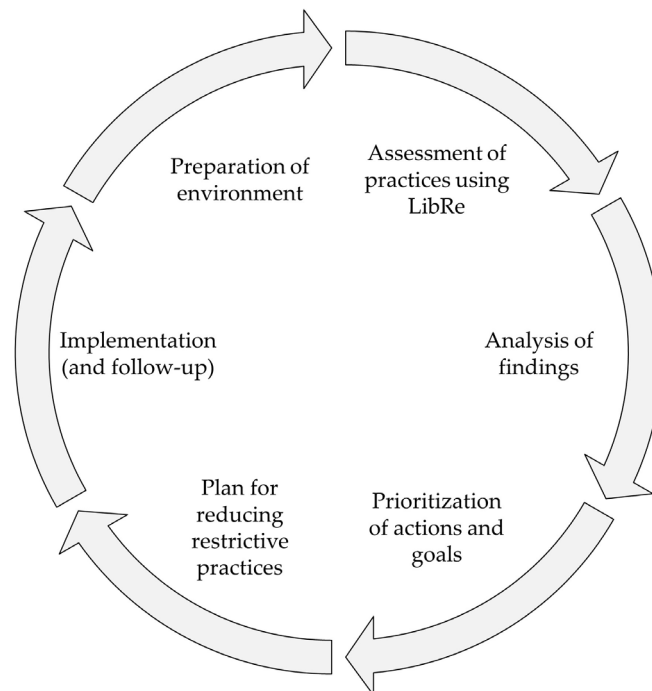 Preparation of
environment
Assessment of
practices using
LibRe
Analysis of
findings
Prioritization
of actions and
goals
Plan for
reducing
restrictive
practices
Implementation
(and follow-up)